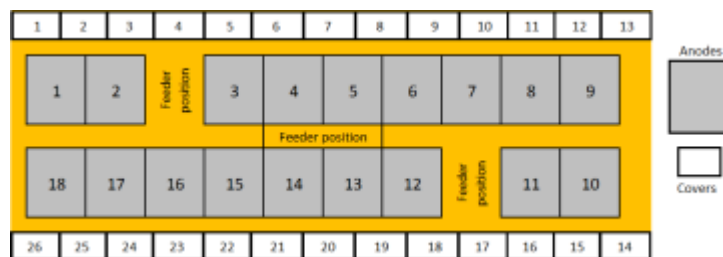 1 2 3 4 5 6 7 8 9 10 11 12 13
Anodes
1 2 Feeder position 3 4 5 6 7 8 9
Feeder position
18 17 16 15 14 13 12 Feeder position 11 10
Covers
26 25 24 23 22 21 20 19 18 17 16 15 14